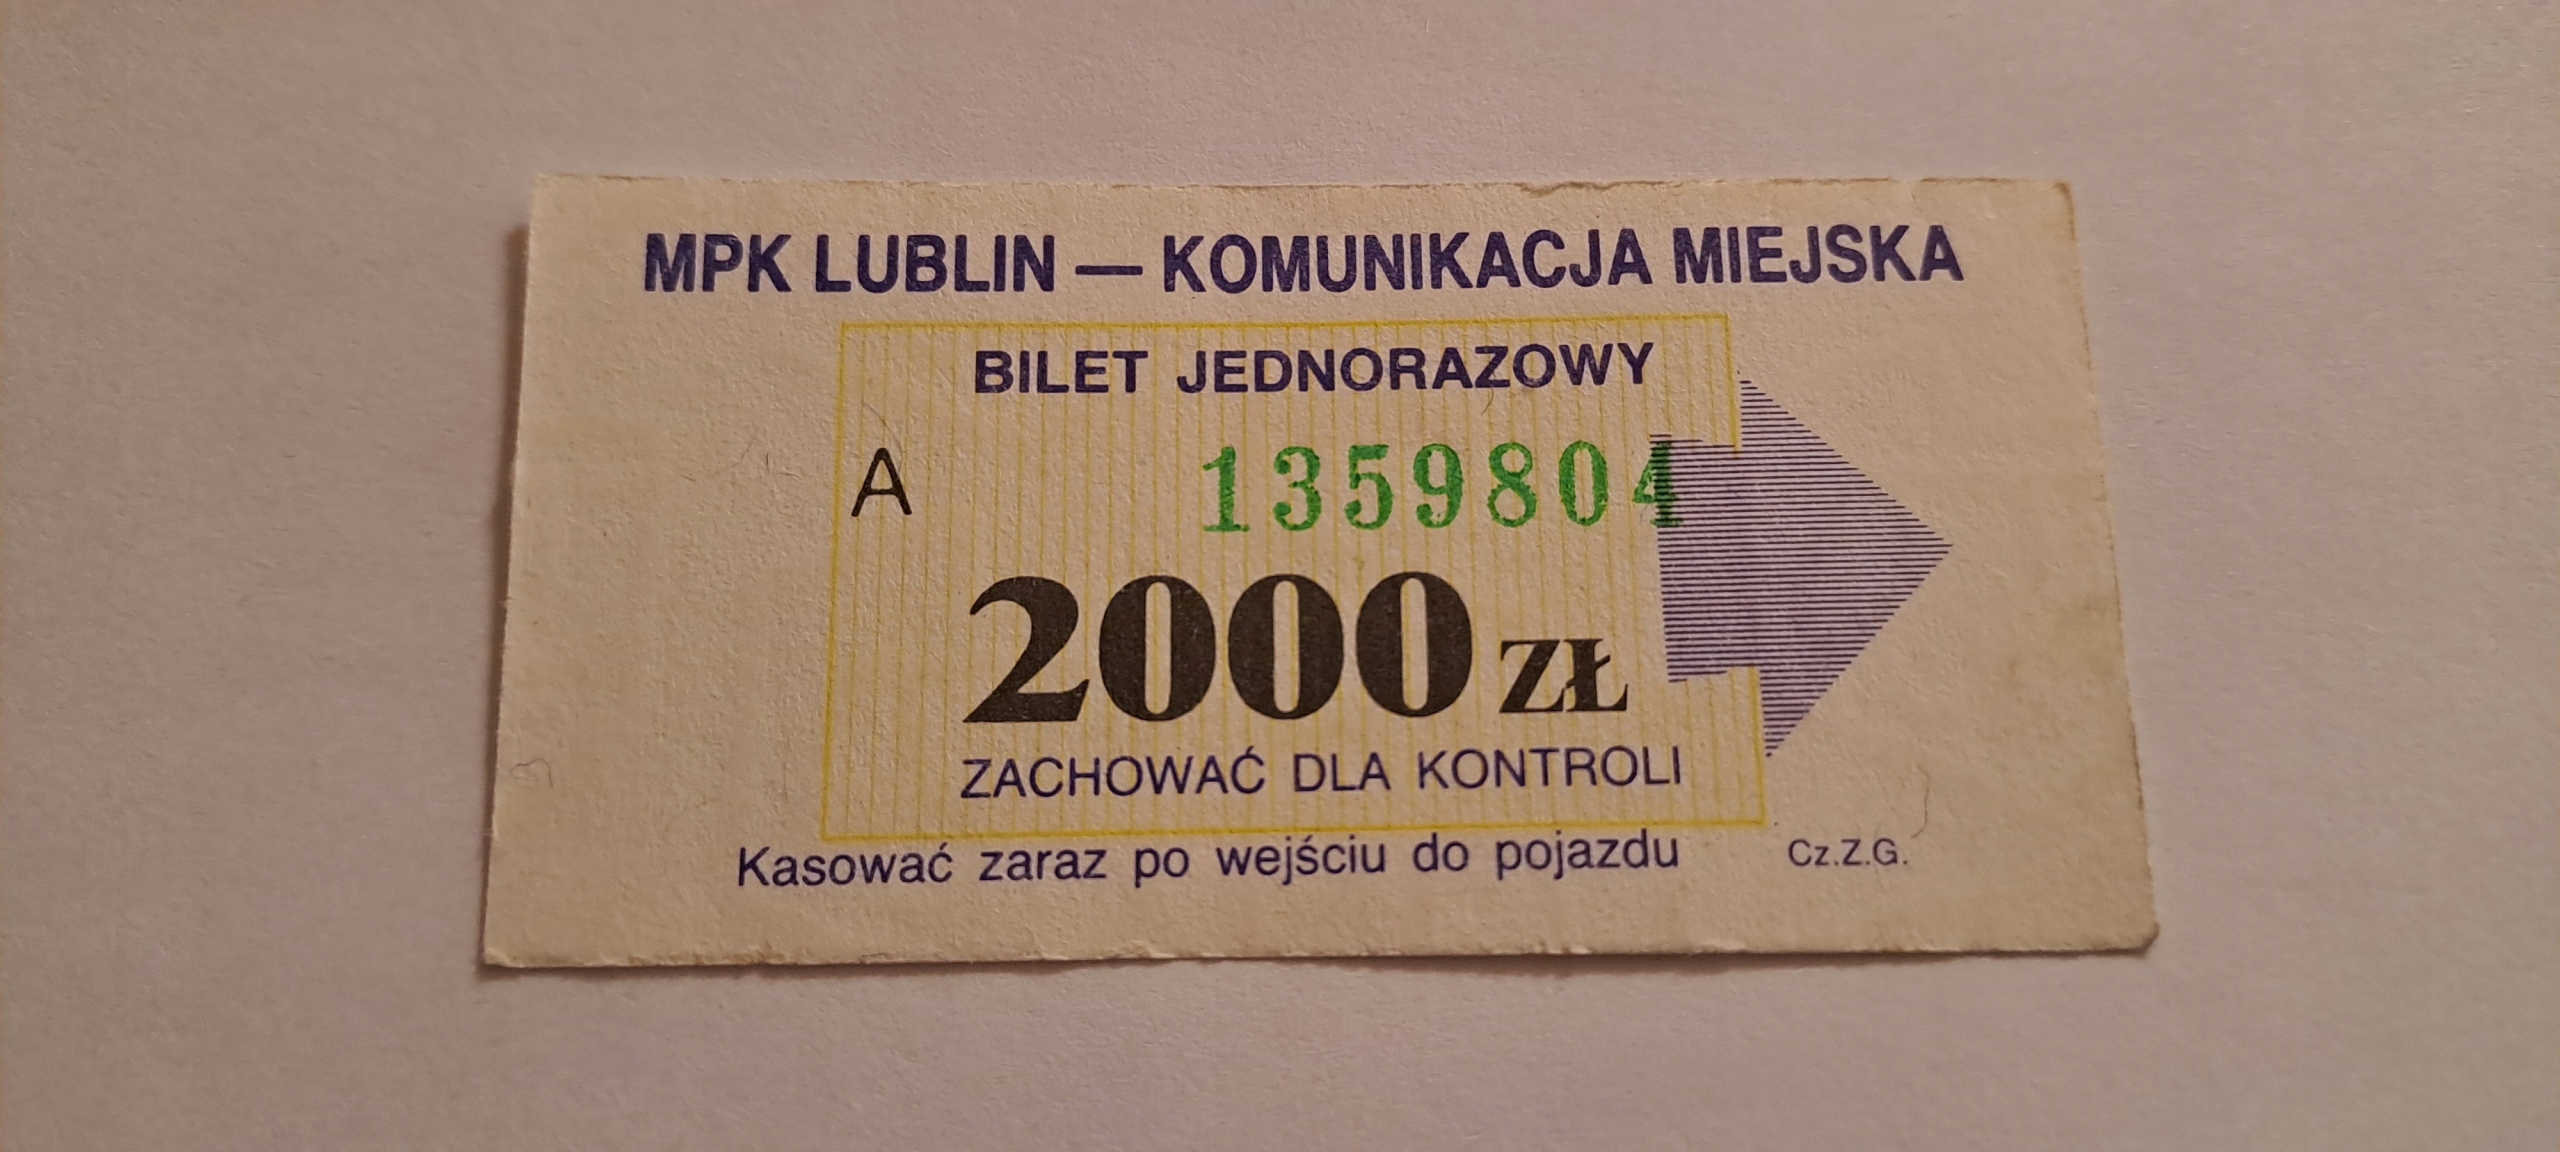 MPK LUBLIN — KOMUNIKACJA MIEJSKA
BILET JEDNORAZOWY
A 1359804
2000 ZŁ
ZACHOWAĆ DLA KONTROLI
Kasować zaraz po wejściu do pojazdu Cz.Z.G.